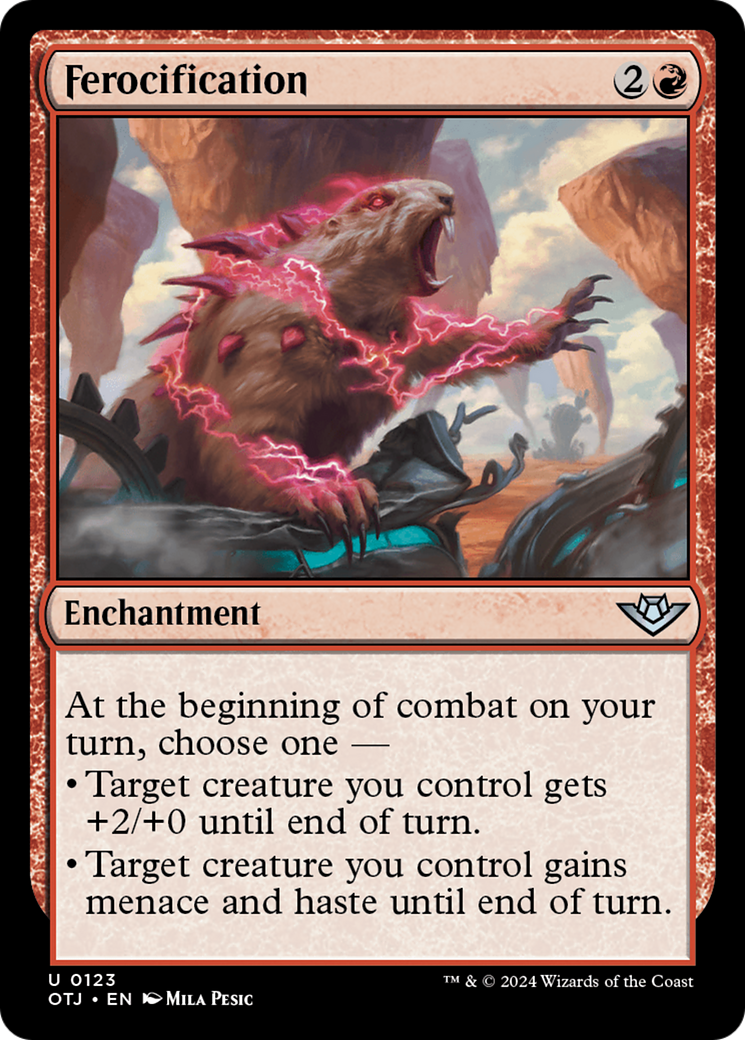 Ferocification 2
Enchantment
At the beginning of combat on your
turn, choose one —
• Target creature you control gets
+2/+0 until end of turn.
• Target creature you control gains
menace and haste until end of turn.
U 0123
OTJ • EN Mila Pesic
™ & © 2024 Wizards of the Coast